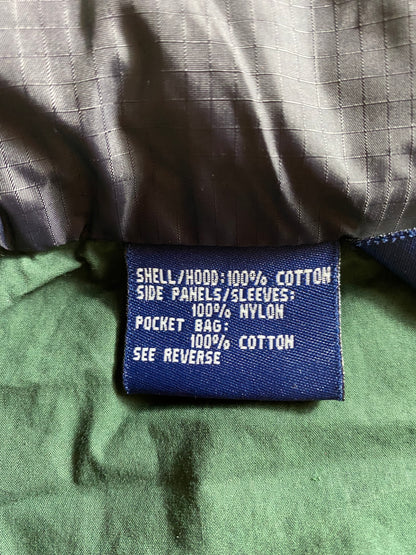 SHELL/HOOD: 100% COTTON
SIDE PANELS/SLEEVES:
100% NYLON
POCKET BAG:
100% COTTON
SEE REVERSE